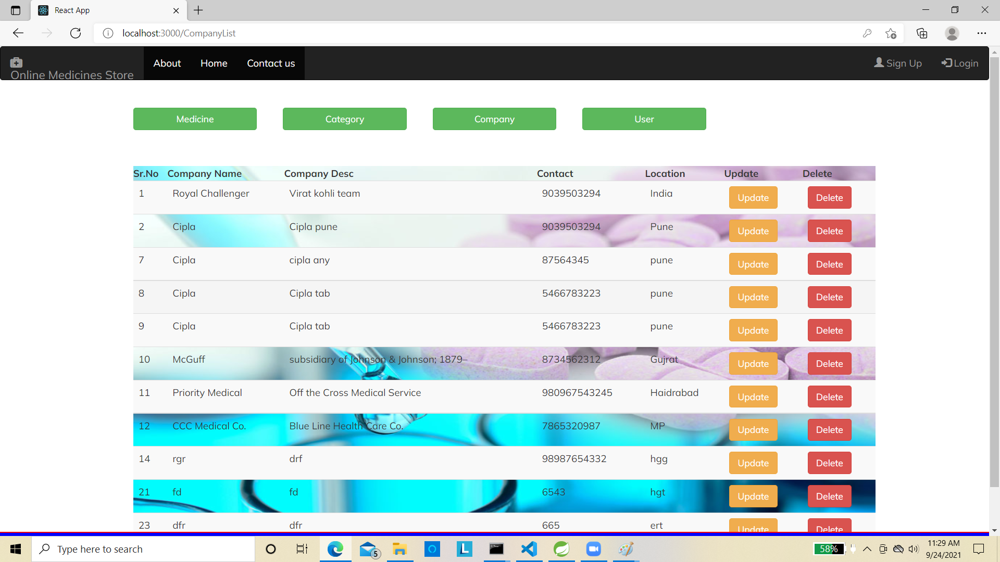 React App
localhost:3000/CompanyList
Online Medicines Store
About Home Contact us
Sign Up Login
Medicine Category Company User
Sr.No Company Name Company Desc Contact Location Update Delete
1 Royal Challenger Virat kohli team 9039503294 India Update Delete
2 Cipla Cipla pune 9039503294 Pune Update Delete
7 Cipla cipla any 87564345 pune Update Delete
8 Cipla Cipla tab 5466783223 pune Update Delete
9 Cipla Cipla tab 5466783223 pune Update Delete
10 McGuff subsidiary of Johnson & Johnson; 1879– 8734562312 Gujrat Update Delete
11 Priority Medical Off the Cross Medical Service 980967543245 Haidrabad Update Delete
12 CCC Medical Co. Blue Line Health Care Co. 7865320987 MP Update Delete
14 rgr drf 98987654332 hgg Update Delete
21 fd fd 6543 hgt Update Delete
23 dfr dfr 665 ert Update Delete
Type here to search
5
L
58%
11:29 AM
9/24/2021